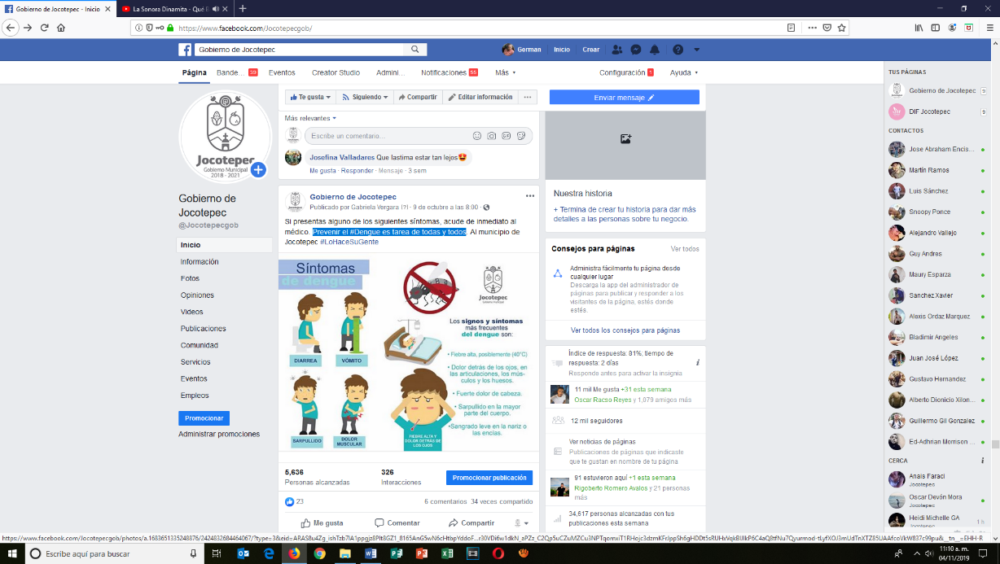 Gobierno de Jocotepec - Inicio
La Sonora Dinamita - Qué B
https://www.facebook.com/Jocotepecgob/
Gobierno de Jocotepec
German Inicio Crear
Página Bande... 39 Eventos Creator Studio Admini... Notificaciones 55 Más Configuración 1 Ayuda
Jocotepec
Gobierno Municipal
2018 - 2021
Gobierno de
Jocotepec
@Jocotepecgob
Inicio
Información
Fotos
Opiniones
Videos
Publicaciones
Comunidad
Servicios
Eventos
Empleos
Promocionar
Administrar promociones
Te gusta Siguiendo Compartir Editar información ...
Más relevantes
Escribe un comentario...
Josefina Valladares Que lastima estar tan lejos😍
Me gusta · Responder · Mensaje · 3 sem
Gobierno de Jocotepec
Publicado por Gabriela Vergara [?] · 9 de octubre a las 8:00 ·
Si presentas alguno de los siguientes síntomas, acude de inmediato al
médico. Prevenir el #Dengue es tarea de todas y todos. Al municipio de
Jocotepec #LoHaceSuGente
Síntomas
de dengue
Jocotepec
DIARREA
VÓMITO
SARPULLIDO
DOLOR
MUSCULAR
Los signos y síntomas
más frecuentes
del dengue son:
• Fiebre alta, posiblemente (40°C)
• Dolor detrás de los ojos, en
las articulaciones, los mús-
culos y los huesos.
• Fuerte dolor de cabeza.
• Sarpullido en la mayor
parte del cuerpo.
•Sangrado leve en la nariz o
las encías.
FIEBRE ALTA Y
DOLOR DETRÁS DE
LOS OJOS
5,636
Personas alcanzadas
326
Interacciones
Promocionar publicación
23
6 comentarios 34 veces compartido
Me gusta Comentar Compartir
Enviar mensaje
Nuestra historia
+ Termina de crear tu historia para dar más
detalles a las personas sobre tu negocio.
Consejos para páginas Ver todos
Administra fácilmente tu página desde
cualquier lugar
Descarga la app del administrador de
páginas para publicar y responder a los
visitantes de la página, estés donde
estés.
Ver todos los consejos para páginas
Índice de respuesta: 81%; tiempo de
respuesta: 2 días
Responde antes para activar la insignia
11 mil Me gusta +31 esta semana
Oscar Racso Reyes y 1,079 amigos más
12 mil seguidores
Ver noticias de páginas
Publicaciones de páginas que indicaste
que te gustan en nombre de tu página
91 estuvieron aquí +1 esta semana
Rigoberto Romero Avalos y 21 personas
más
34,617 personas alcanzadas con tus
publicaciones esta semana
TUS PÁGINAS
Gobierno de Jocotepec 9
DIF Jocotepec 9
CONTACTOS
Jose Abraham Encis...
Martín Ramos
Luis Sánchez
Snoopy Ponce
Alejandro Vallejo
Guy Andres
Maury Esparza
Sanchez Xavier
Alexis Ordaz Marquez
Bladimir Angeles
Juan José López
Gustavo Hernandez
Alberto Dionicio Xilon...
Guillermo Gil Gonzalez
Ed-Adhrian Morrison ...
CERCA
Anais Faraci
Jocotepec
Oscar Devón Mora
Jocotepec
Heidi Michelle GA
Jocotepec
1 h
Escribe aquí para buscar
11:10 a. m.
04/11/2019